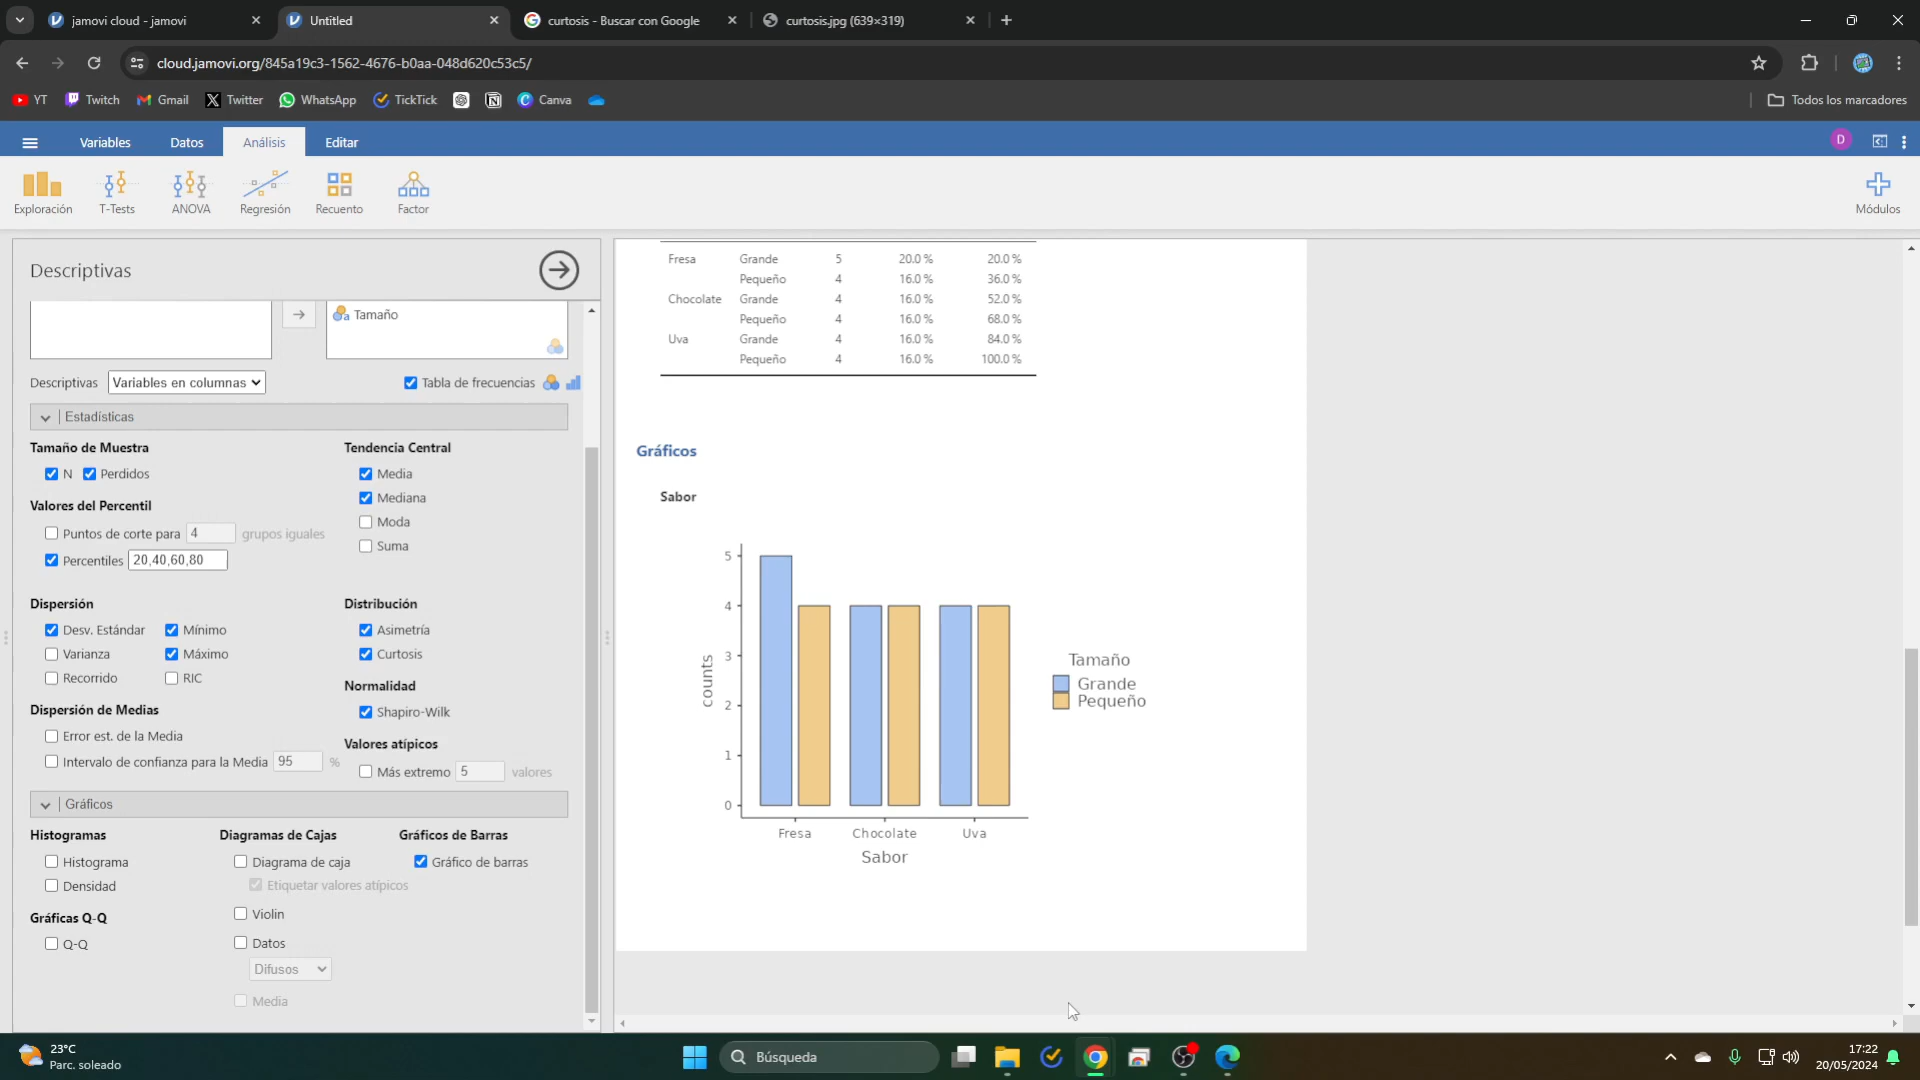 jamovi cloud - jamovi
Untitled
curtosis - Buscar con Google
curtosis.jpg (639×319)
cloud.jamovi.org/845a19c3-1562-4676-b0aa-048d620c53c5/
YT
Twitch
Gmail
Twitter
WhatsApp
TickTick
Canva
Todos los marcadores
Variables
Datos
Análisis
Editar
D
Exploración
T-Tests
ANOVA
Regresión
Recuento
Factor
Módulos
Descriptivas
Tamaño
Descriptivas
Variables en columnas
Tabla de frecuencias
Estadísticas
Tamaño de Muestra
N
Perdidos
Valores del Percentil
Puntos de corte para 4 grupos iguales
Percentiles 20,40,60,80
Tendencia Central
Media
Mediana
Moda
Suma
Dispersión
Desv. Estándar
Mínimo
Varianza
Máximo
Recorrido
RIC
Distribución
Asimetría
Curtosis
Normalidad
Shapiro-Wilk
Dispersión de Medias
Error est. de la Media
Intervalo de confianza para la Media 95 %
Valores atípicos
Más extremo 5 valores
Gráficos
Histogramas
Histograma
Densidad
Gráficas Q-Q
Q-Q
Diagramas de Cajas
Diagrama de caja
Etiquetar valores atípicos
Violin
Datos
Difusos
Media
Gráficos de Barras
Gráfico de barras
Fresa Grande 5 20.0 % 20.0 %
Pequeño 4 16.0 % 36.0 %
Chocolate Grande 4 16.0 % 52.0 %
Pequeño 4 16.0 % 68.0 %
Uva Grande 4 16.0 % 84.0 %
Pequeño 4 16.0 % 100.0 %
Gráficos
Sabor
5
4
3
2
1
0
counts
Fresa
Chocolate
Uva
Sabor
Tamaño
Grande
Pequeño
23°C
Parc. soleado
Búsqueda
17:22
20/05/2024